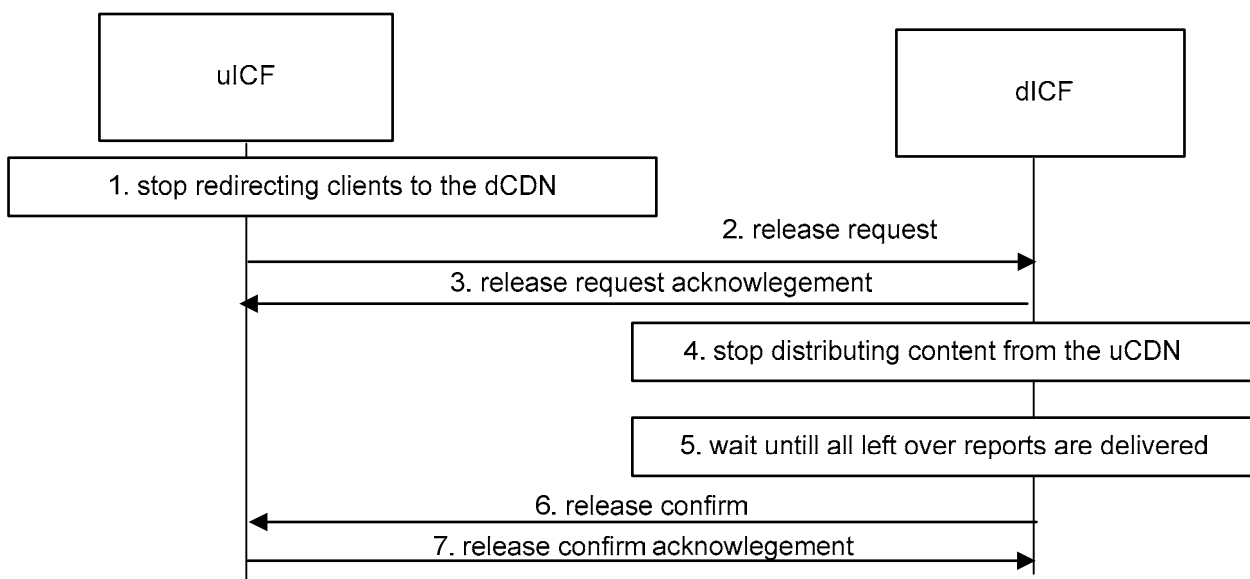 uICF
dICF
1. stop redirecting clients to the dCDN
2. release request
3. release request acknowlegement
4. stop distributing content from the uCDN
5. wait untill all left over reports are delivered
6. release confirm
7. release confirm acknowlegement